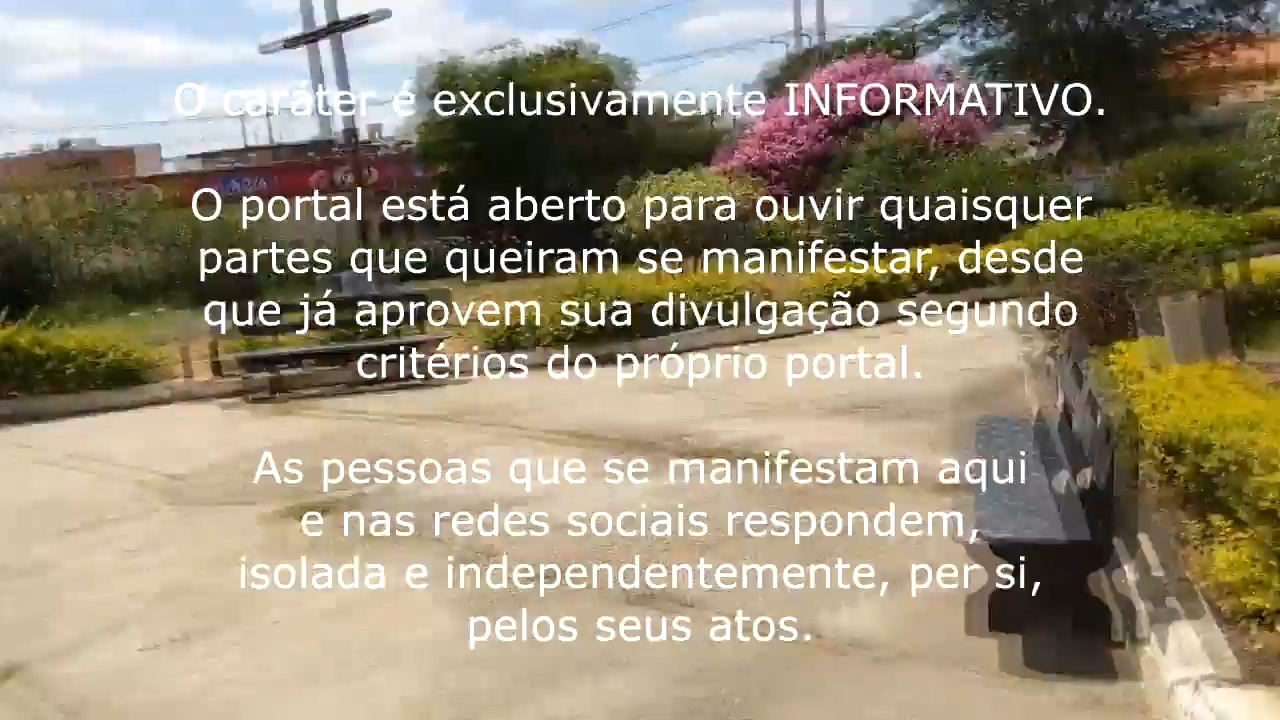 O caráter é exclusivamente INFORMATIVO.
O portal está aberto para ouvir quaisquer
partes que queiram se manifestar, desde
que já aprovem sua divulgação segundo
critérios do próprio portal.
As pessoas que se manifestam aqui
e nas redes sociais respondem,
isolada e independentemente, per si,
pelos seus atos.